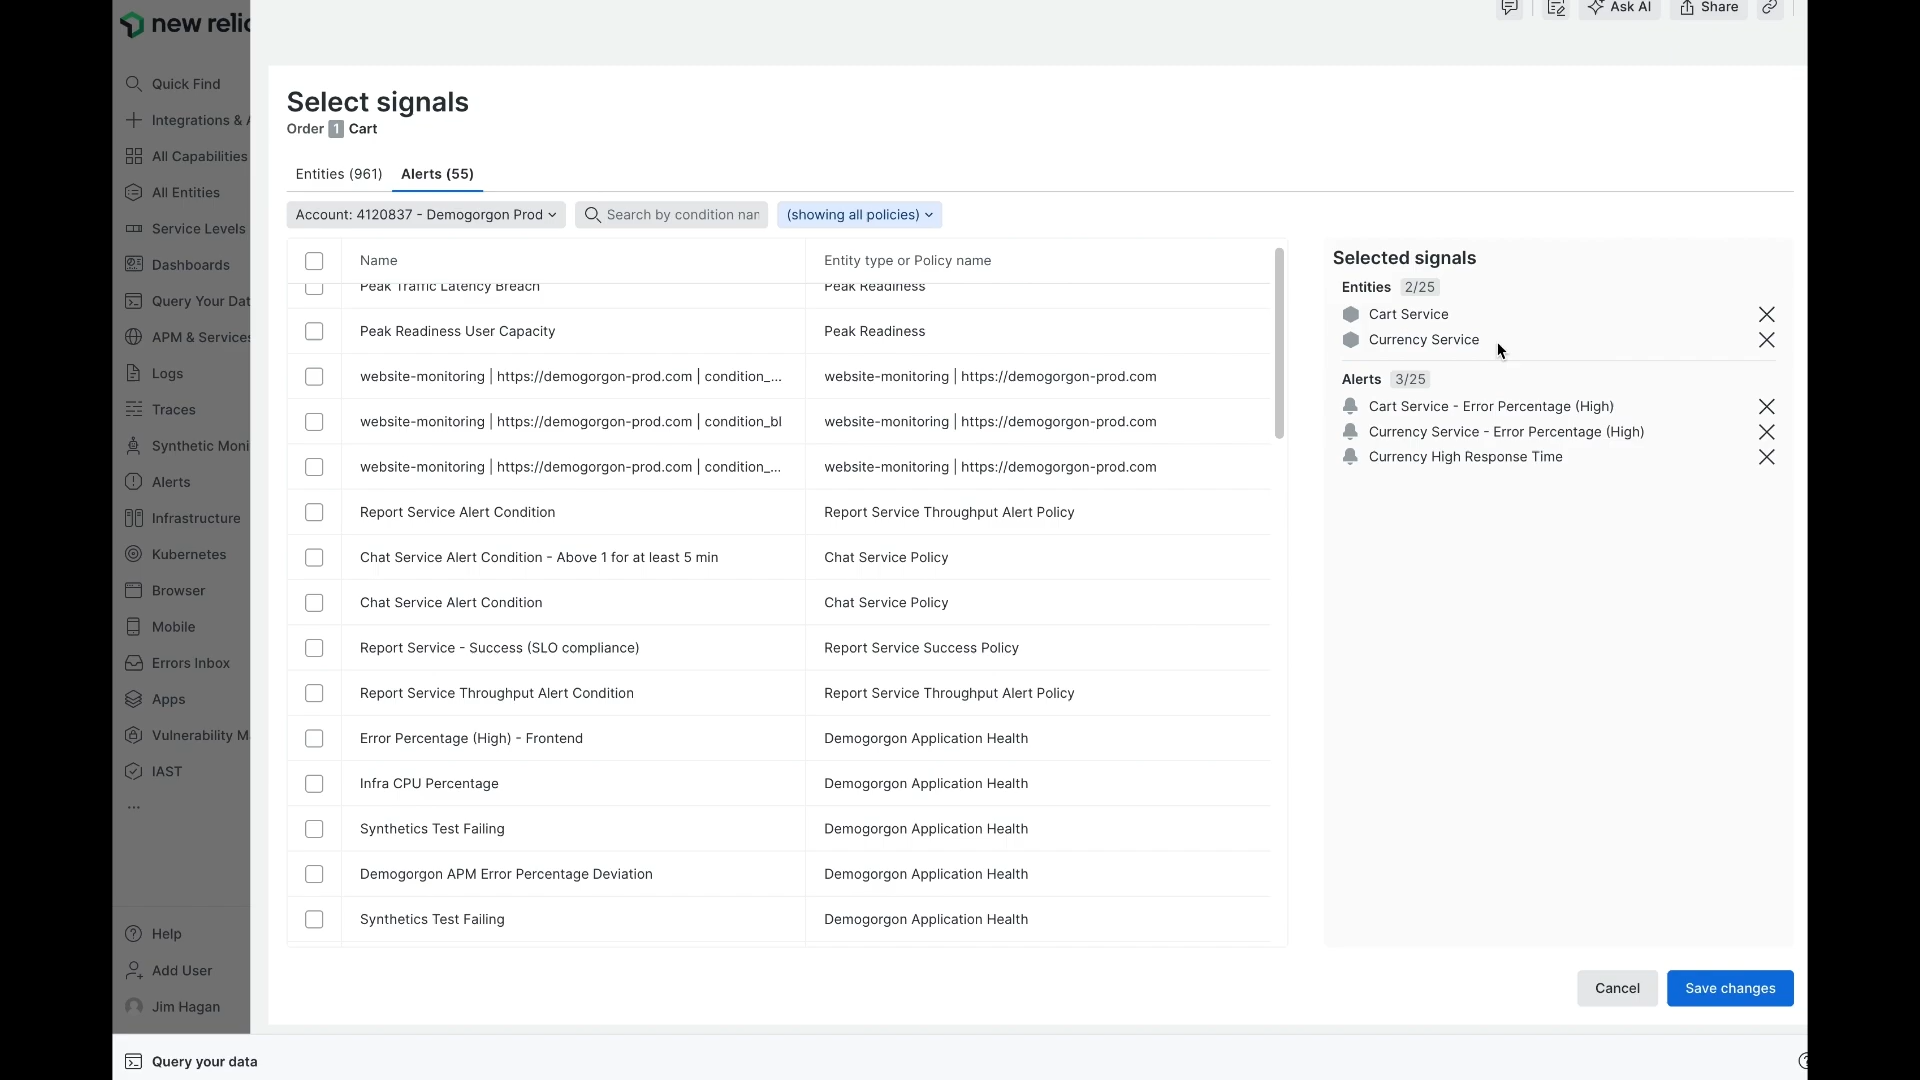 new relic
Ask AI
Share
Quick Find
Integrations & A
All Capabilities
All Entities
Service Levels
Dashboards
Query Your Dat
APM & Services
Logs
Traces
Synthetic Moni
Alerts
Infrastructure
Kubernetes
Browser
Mobile
Errors Inbox
Apps
Vulnerability M
IAST
...
Help
Add User
Jim Hagan
Select signals
Order 1 Cart
Entities (961) Alerts (55)
Account: 4120837 - Demogorgon Prod Search by condition nar (showing all policies)
Name Entity type or Policy name
Peak Traffic Latency Breach Peak Readiness
Peak Readiness User Capacity Peak Readiness
website-monitoring | https://demogorgon-prod.com | condition_... website-monitoring | https://demogorgon-prod.com
website-monitoring | https://demogorgon-prod.com | condition_bl website-monitoring | https://demogorgon-prod.com
website-monitoring | https://demogorgon-prod.com | condition_... website-monitoring | https://demogorgon-prod.com
Report Service Alert Condition Report Service Throughput Alert Policy
Chat Service Alert Condition - Above 1 for at least 5 min Chat Service Policy
Chat Service Alert Condition Chat Service Policy
Report Service - Success (SLO compliance) Report Service Success Policy
Report Service Throughput Alert Condition Report Service Throughput Alert Policy
Error Percentage (High) - Frontend Demogorgon Application Health
Infra CPU Percentage Demogorgon Application Health
Synthetics Test Failing Demogorgon Application Health
Demogorgon APM Error Percentage Deviation Demogorgon Application Health
Synthetics Test Failing Demogorgon Application Health
Selected signals
Entities 2/25
Cart Service
Currency Service
Alerts 3/25
Cart Service - Error Percentage (High)
Currency Service - Error Percentage (High)
Currency High Response Time
Cancel Save changes
Query your data